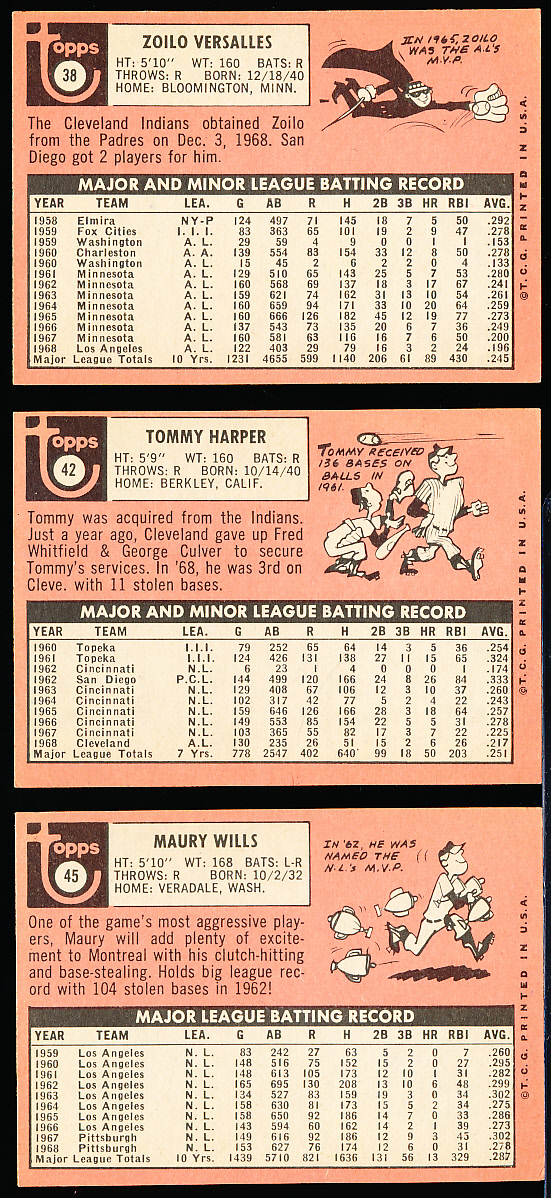 topps
38
ZOILO VERSALLES
HT: 5'10" WT: 160 BATS: R
THROWS: R BORN: 12/18/40
HOME: BLOOMINGTON, MINN.
IN 1965, ZOILO
WAS THE A.L'S
M.V.P.
The Cleveland Indians obtained Zoilo
from the Padres on Dec. 3, 1968. San
Diego got 2 players for him.
MAJOR AND MINOR LEAGUE BATTING RECORD
YEAR TEAM LEA. G AB R H 2B 3B HR RBI AVG.
1958 Elmira NY-P 124 497 71 145 18 7 5 50 .292
1959 Fox Cities I. I. I. 83 363 65 101 19 2 9 47 .278
1959 Washington A. L. 29 59 4 9 0 0 1 1 .153
1960 Charleston A. A. 139 554 83 154 33 12 8 50 .278
1960 Washington A. L. 15 45 2 6 2 2 0 4 .133
1961 Minnesota A. L. 129 510 65 143 25 5 7 53 .280
1962 Minnesota A. L. 160 568 69 137 18 3 17 67 .241
1963 Minnesota A. L. 159 621 74 162 31 13 10 54 .261
1964 Minnesota A. L. 160 659 94 171 33 10 20 64 .259
1965 Minnesota A. L. 160 666 126 182 45 12 19 77 .273
1966 Minnesota A. L. 137 543 73 135 20 6 7 36 .249
1967 Minnesota A. L. 160 581 63 116 16 7 6 50 .200
1968 Los Angeles A. L. 122 403 29 79 16 3 2 24 .196
Major League Totals 10 Yrs. 1231 4655 599 1140 206 61 89 430 .245
© T.C.G. PRINTED IN U.S.A.
topps
42
TOMMY HARPER
HT: 5'9" WT: 160 BATS: R
THROWS: R BORN: 10/14/40
HOME: BERKLEY, CALIF.
TOMMY RECEIVED
136 BASES ON
BALLS IN
1961.
Tommy was acquired from the Indians.
Just a year ago, Cleveland gave up Fred
Whitfield & George Culver to secure
Tommy's services. In '68, he was 3rd on
Cleve. with 11 stolen bases.
MAJOR AND MINOR LEAGUE BATTING RECORD
YEAR TEAM LEA. G AB R H 2B 3B HR RBI AVG.
1960 Topeka I.I.I. 79 252 65 64 14 3 5 36 .254
1961 Topeka I.I.I. 124 426 131 138 27 11 15 65 .324
1962 Cincinnati N.L. 6 23 1 4 0 0 0 1 .174
1962 San Diego P.C.L. 144 499 120 166 24 8 26 84 .333
1963 Cincinnati N.L. 129 408 67 106 12 3 10 37 .260
1964 Cincinnati N.L. 102 317 42 77 5 2 4 22 .243
1965 Cincinnati N.L. 159 646 126 166 28 3 18 64 .257
1966 Cincinnati N.L. 149 553 85 154 22 5 5 31 .278
1967 Cincinnati N.L. 103 365 55 82 17 3 7 22 .225
1968 Cleveland A.L. 130 235 26 51 15 2 6 26 .217
Major League Totals 7 Yrs. 778 2547 402 640 99 18 50 203 .251
© T.C.G. PRINTED IN U.S.A.
topps
45
MAURY WILLS
HT: 5'10" WT: 168 BATS: L-R
THROWS: R BORN: 10/2/32
HOME: VERADALE, WASH.
IN '62, HE WAS
NAMED THE
N.L.'s M.V.P.
One of the game's most aggressive play-
ers, Maury will add plenty of excite-
ment to Montreal with his clutch-hitting
and base-stealing. Holds big league rec-
ord with 104 stolen bases in 1962!
MAJOR LEAGUE BATTING RECORD
YEAR TEAM LEA. G AB R H 2B 3B HR RBI AVG.
1959 Los Angeles N. L. 83 242 27 63 5 2 0 7 .260
1960 Los Angeles N. L. 148 516 75 152 15 2 0 27 .295
1961 Los Angeles N. L. 148 613 105 173 12 10 1 31 .282
1962 Los Angeles N. L. 165 695 130 208 13 10 6 48 .299
1963 Los Angeles N. L. 134 527 83 159 19 3 0 34 .302
1964 Los Angeles N. L. 158 630 81 173 15 5 2 34 .275
1965 Los Angeles N. L. 158 650 92 186 14 7 0 33 .286
1966 Los Angeles N. L. 143 594 60 162 14 2 1 39 .273
1967 Pittsburgh N. L. 149 616 92 186 12 9 3 45 .302
1968 Pittsburgh N. L. 153 627 76 174 12 6 0 31 .278
Major League Totals 10 Yrs. 1439 5710 821 1636 131 56 13 329 .287
© T.C.G. PRINTED IN U.S.A.